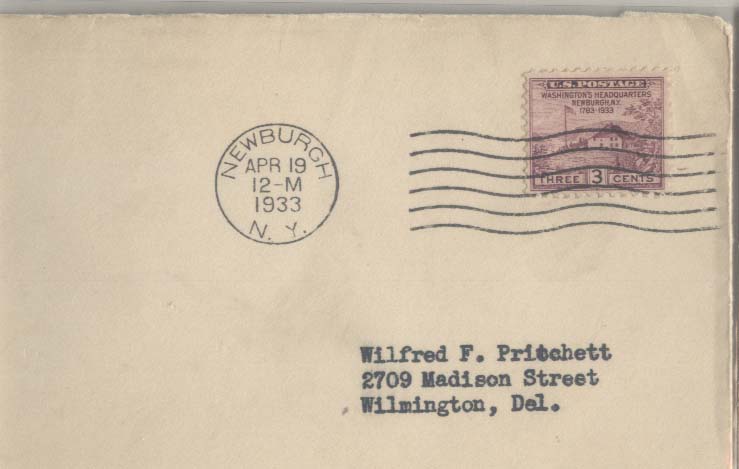 U.S. POSTAGE
WASHINGTON'S HEADQUARTERS
NEWBURGH, N.Y.
1783-1933
THREE 3 CENTS
NEWBURGH
APR 19
12-M
1933
N. Y.
Wilfred F. Pritchett
2709 Madison Street
Wilmington, Del.